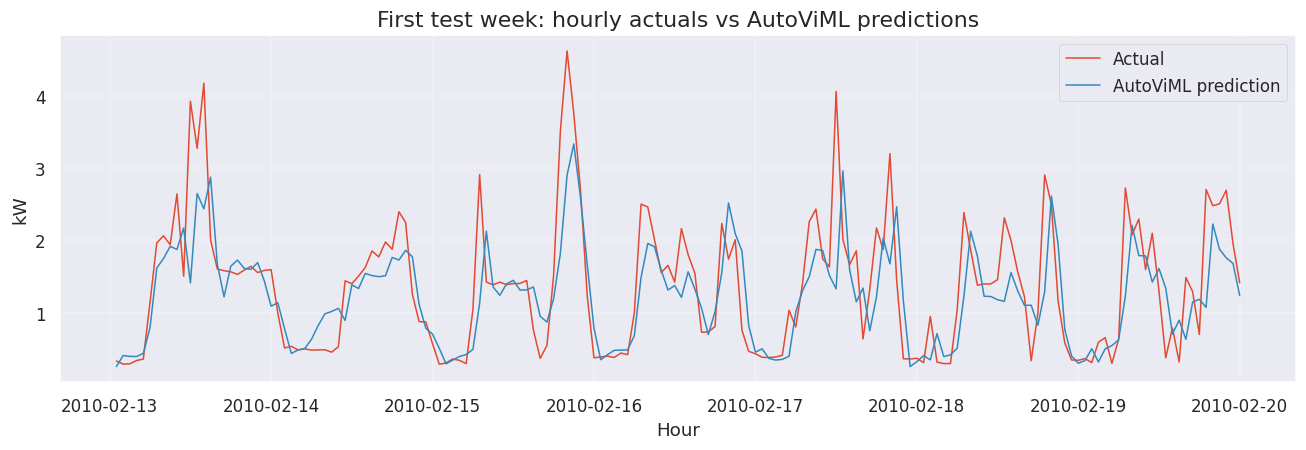 First test week: hourly actuals vs AutoViML predictions
Actual
AutoViML prediction
kW
4
3
2
1
2010-02-13
2010-02-14
2010-02-15
2010-02-16
2010-02-17
2010-02-18
2010-02-19
2010-02-20
Hour